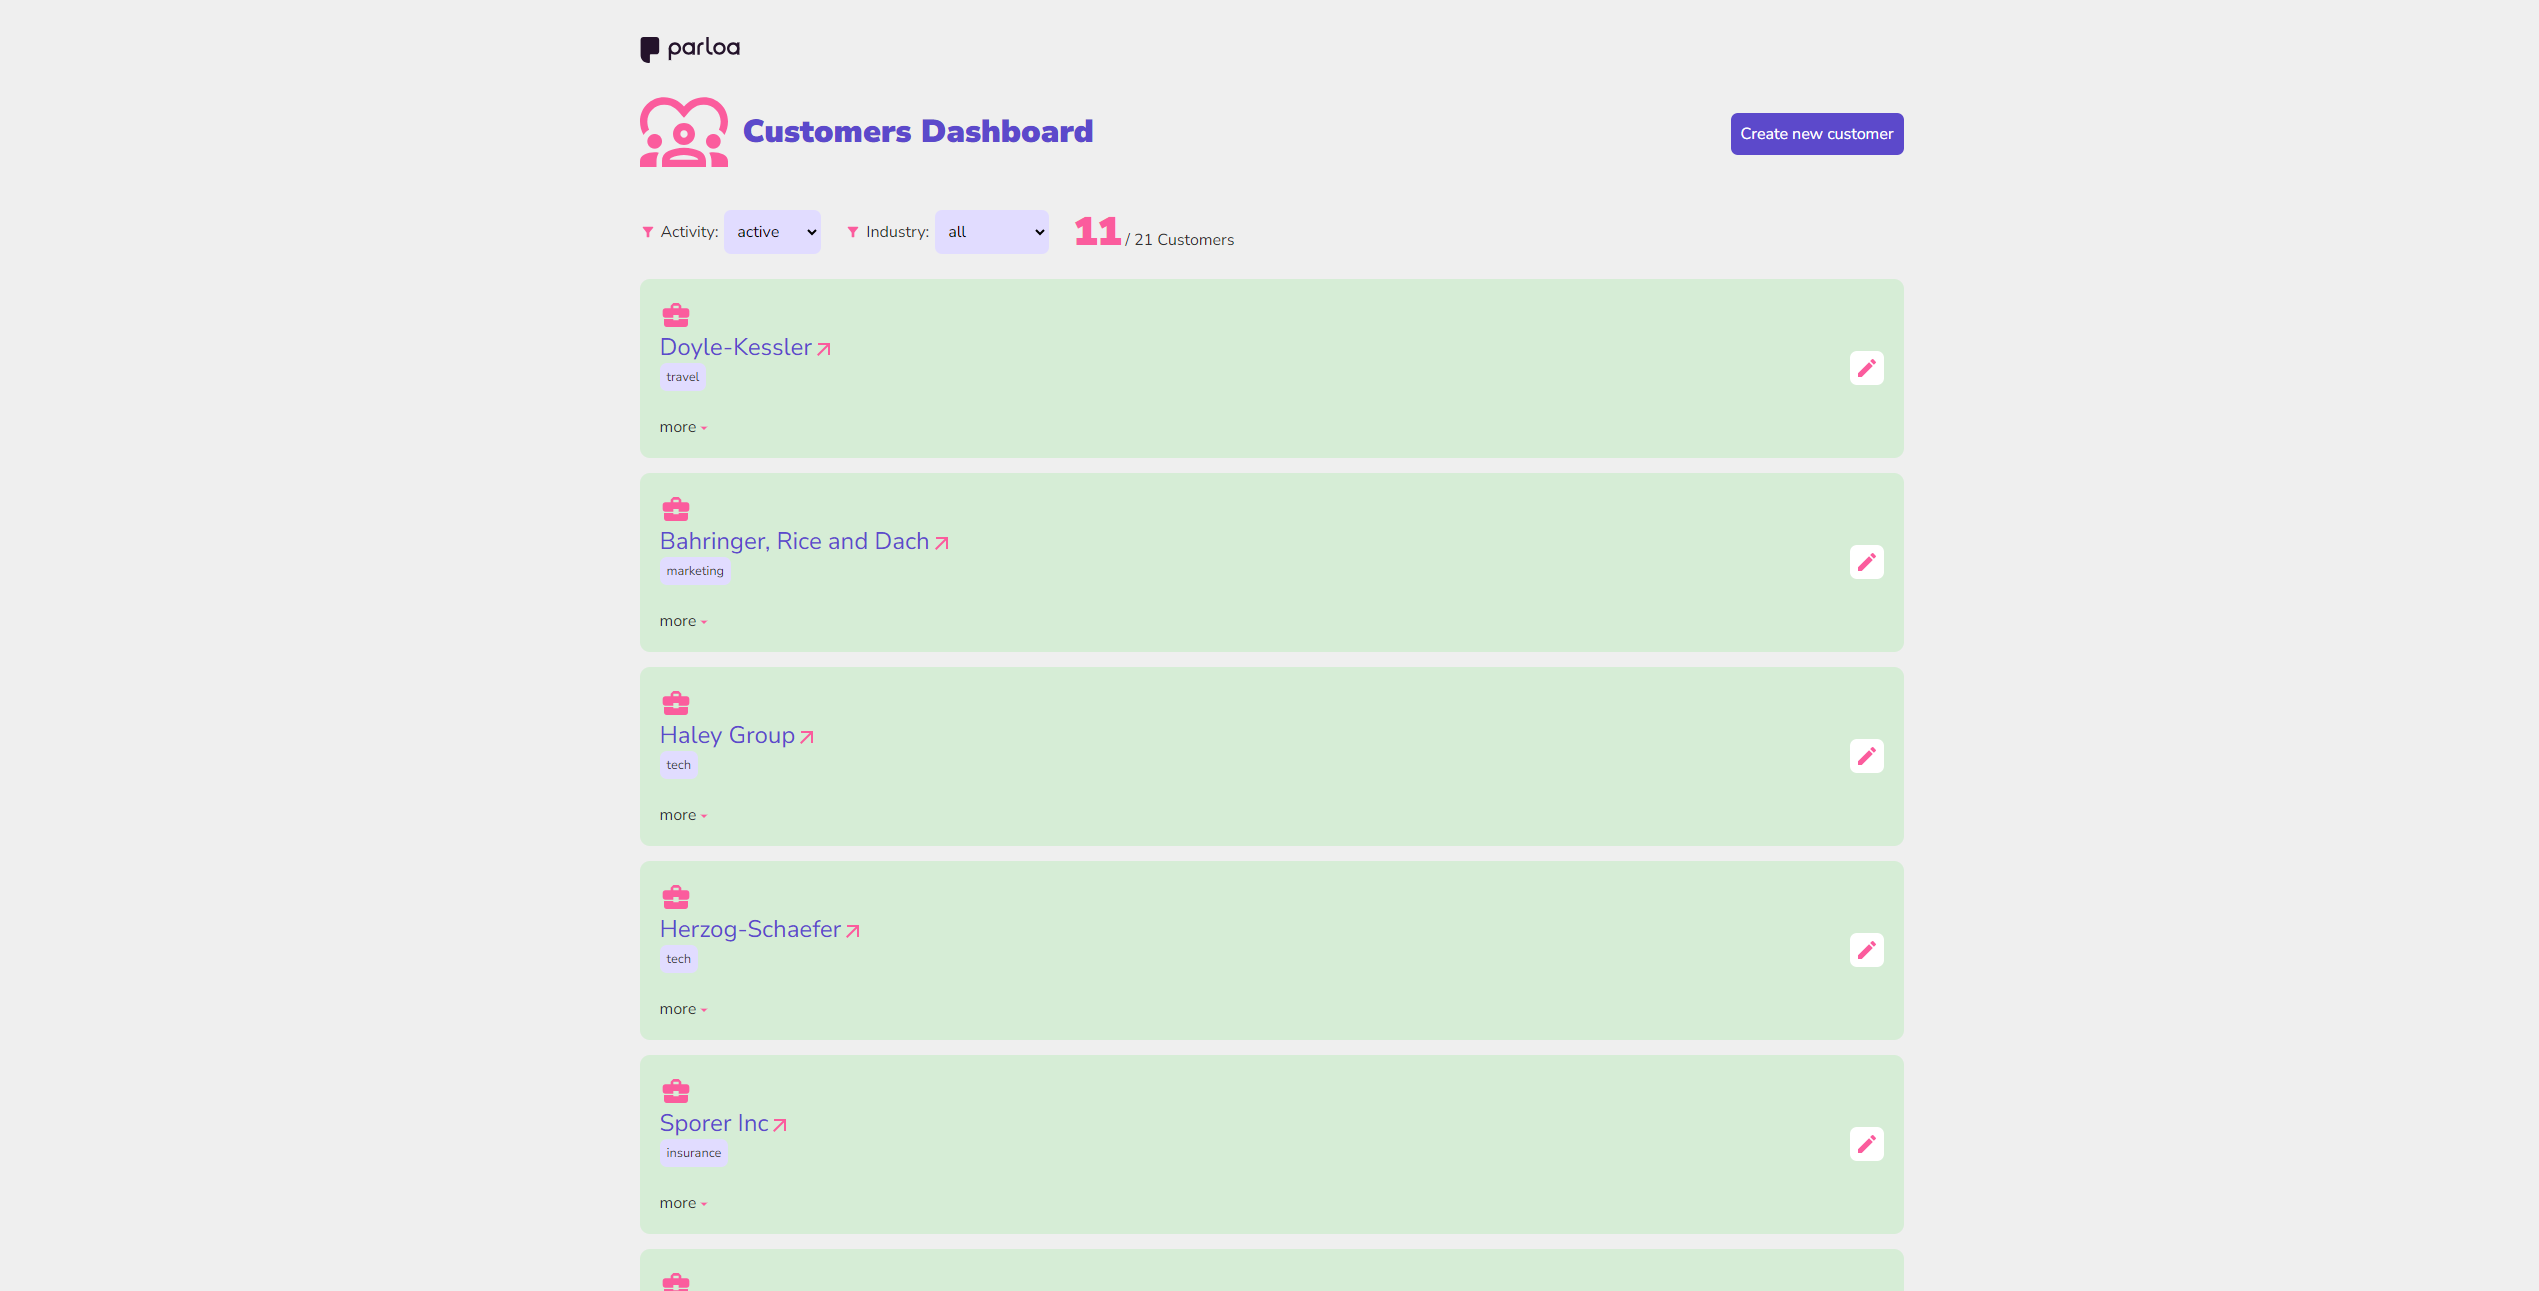 parloa
Customers Dashboard
Create new customer
Activity: active Industry: all 11 / 21 Customers
Doyle-Kessler
travel
more
Bahringer, Rice and Dach
marketing
more
Haley Group
tech
more
Herzog-Schaefer
tech
more
Sporer Inc
insurance
more